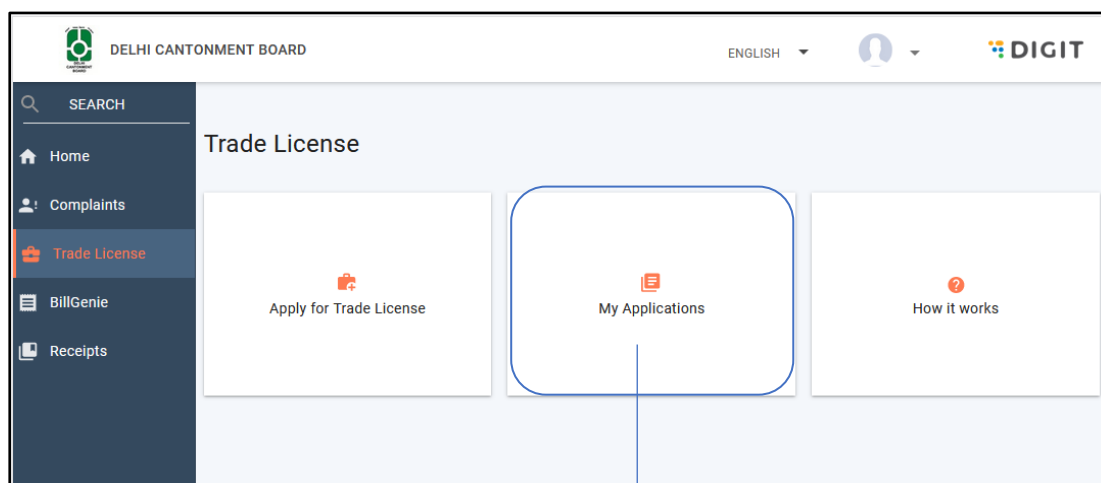 DELHI CANTONMENT BOARD
ENGLISH
DIGIT
SEARCH
Home
Complaints
Trade License
BillGenie
Receipts
Trade License
Apply for Trade License
My Applications
How it works